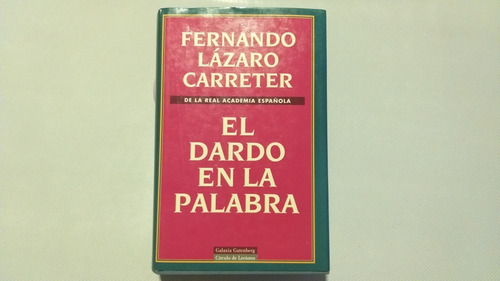 FERNANDO
LÁZARO
CARRETER
DE LA REAL ACADEMIA ESPAÑOLA
EL
DARDO
EN LA
PALABRA
Galaxia Gutenberg
Círculo de Lectores